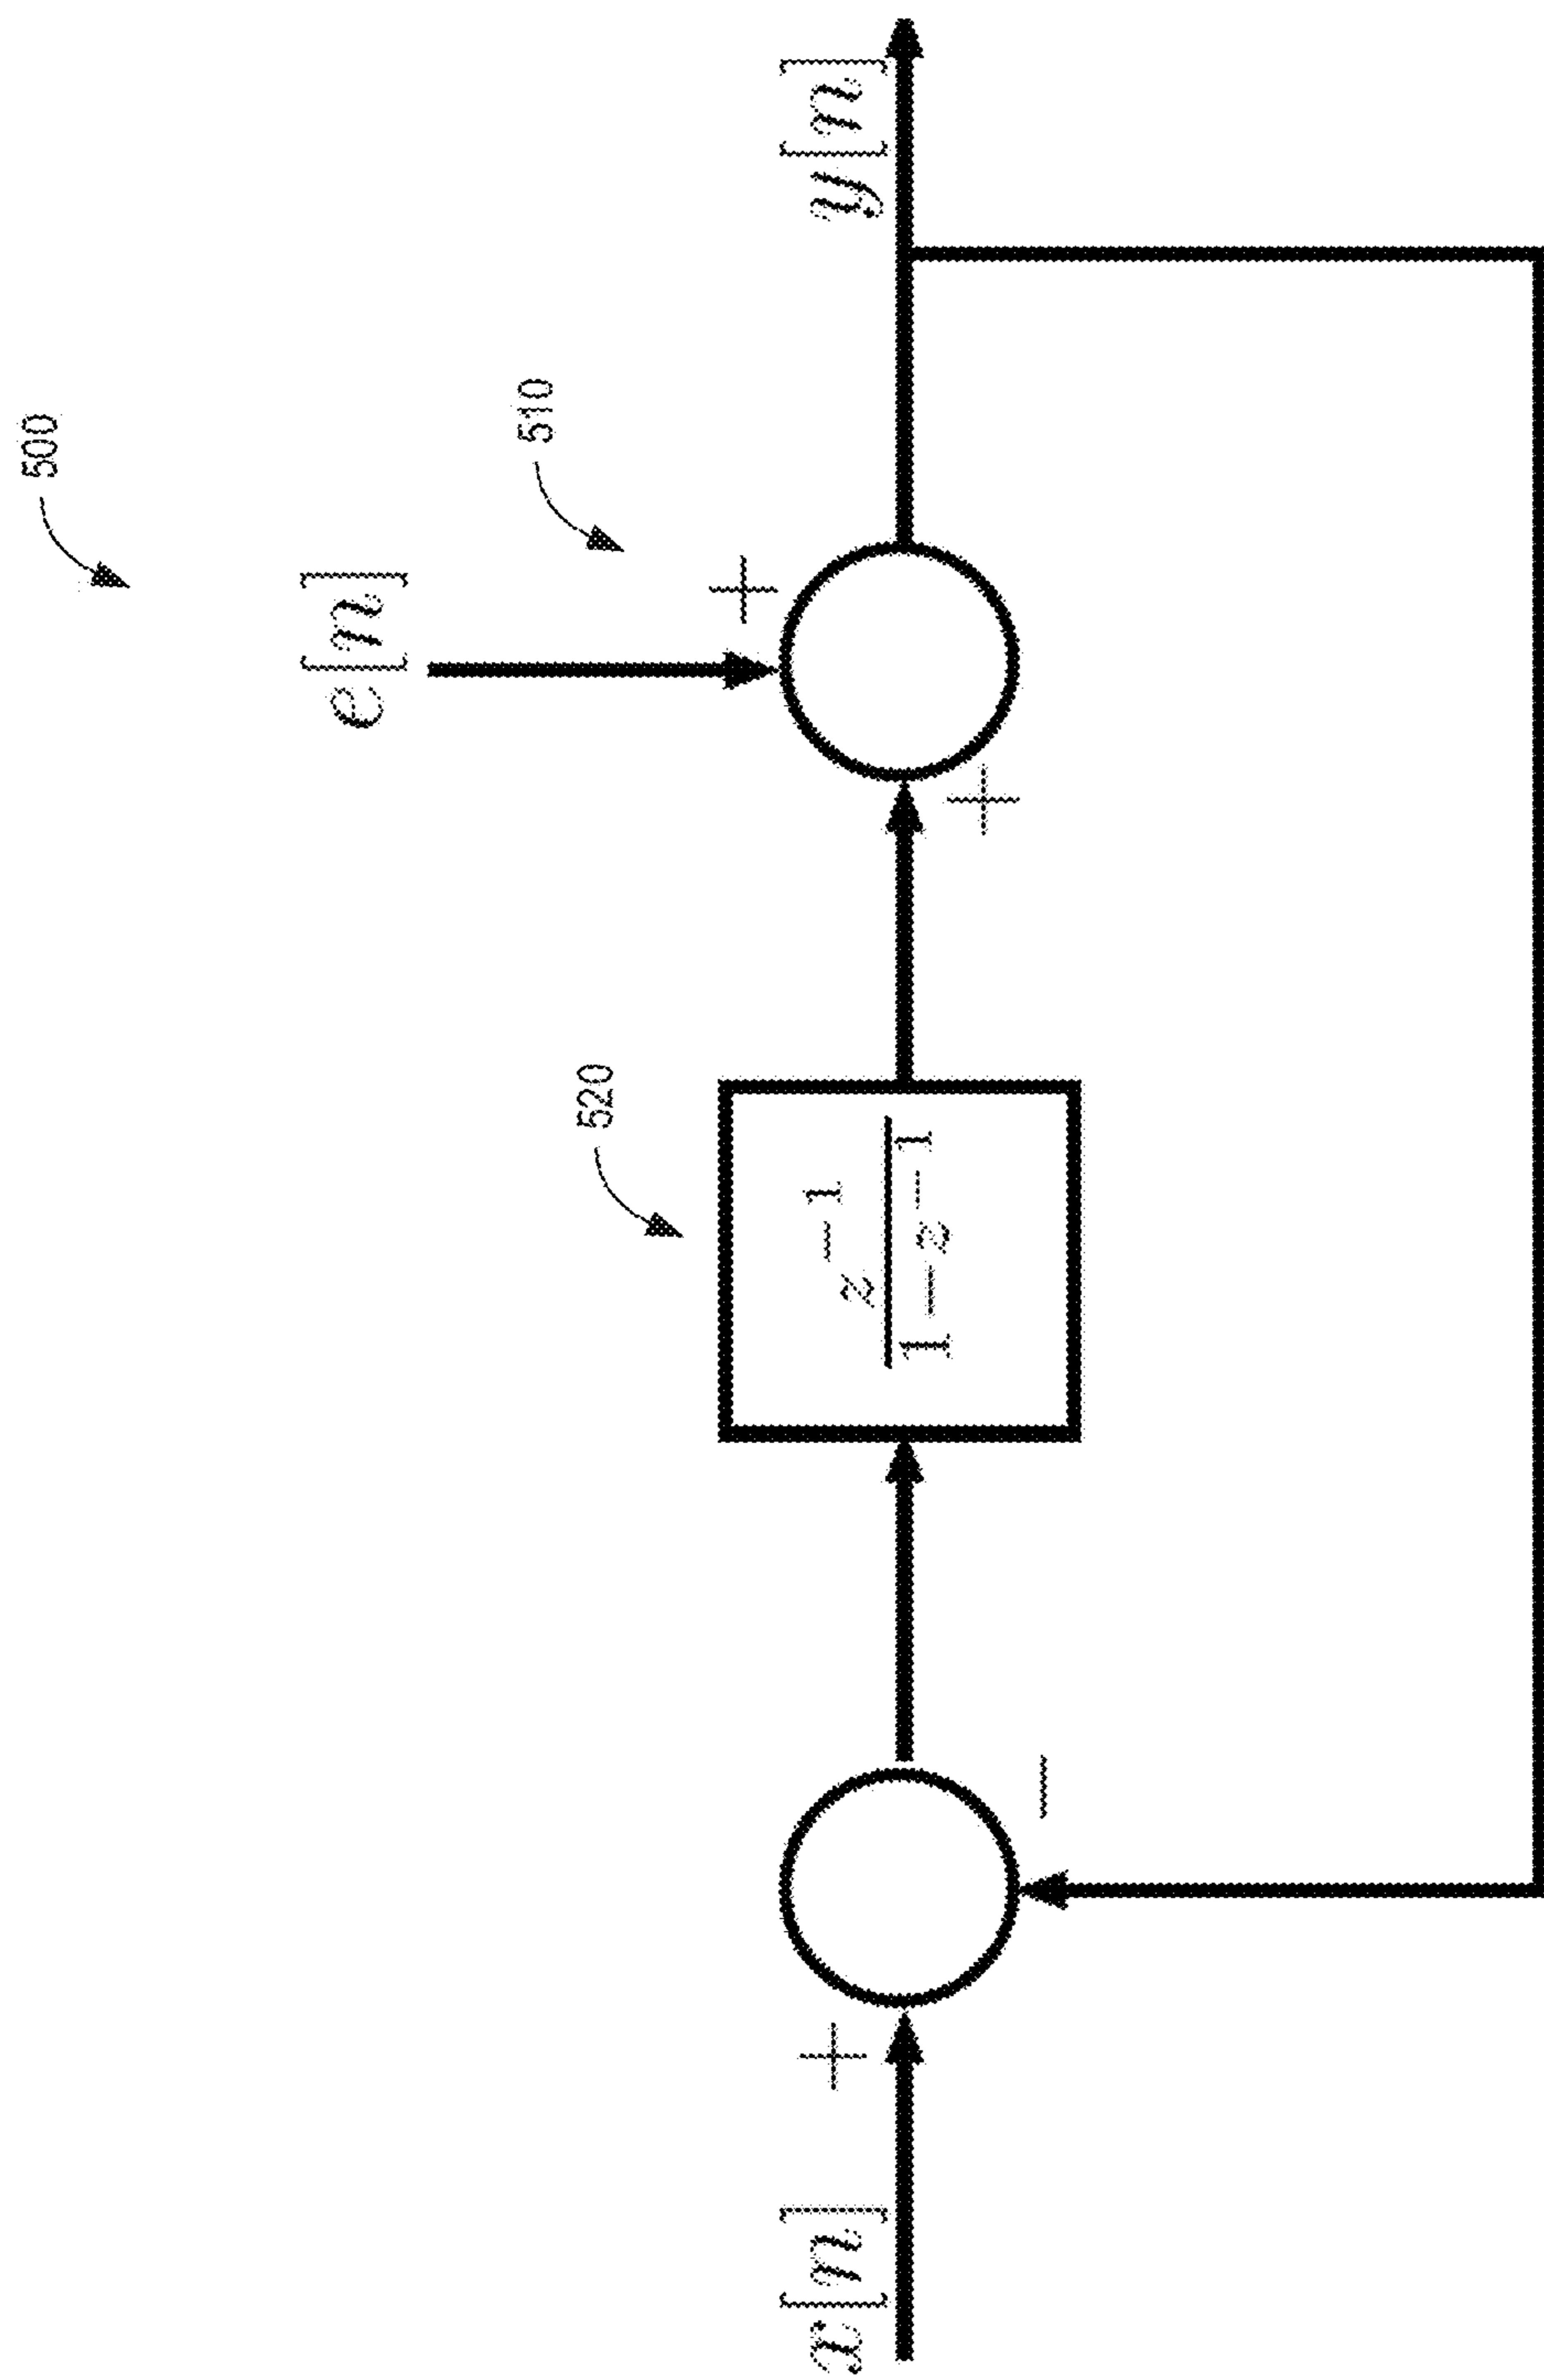 500
e[n]
510
520
x[n]
+
−
z^{-1}
1 − z^{-1}
+
+
y[n]